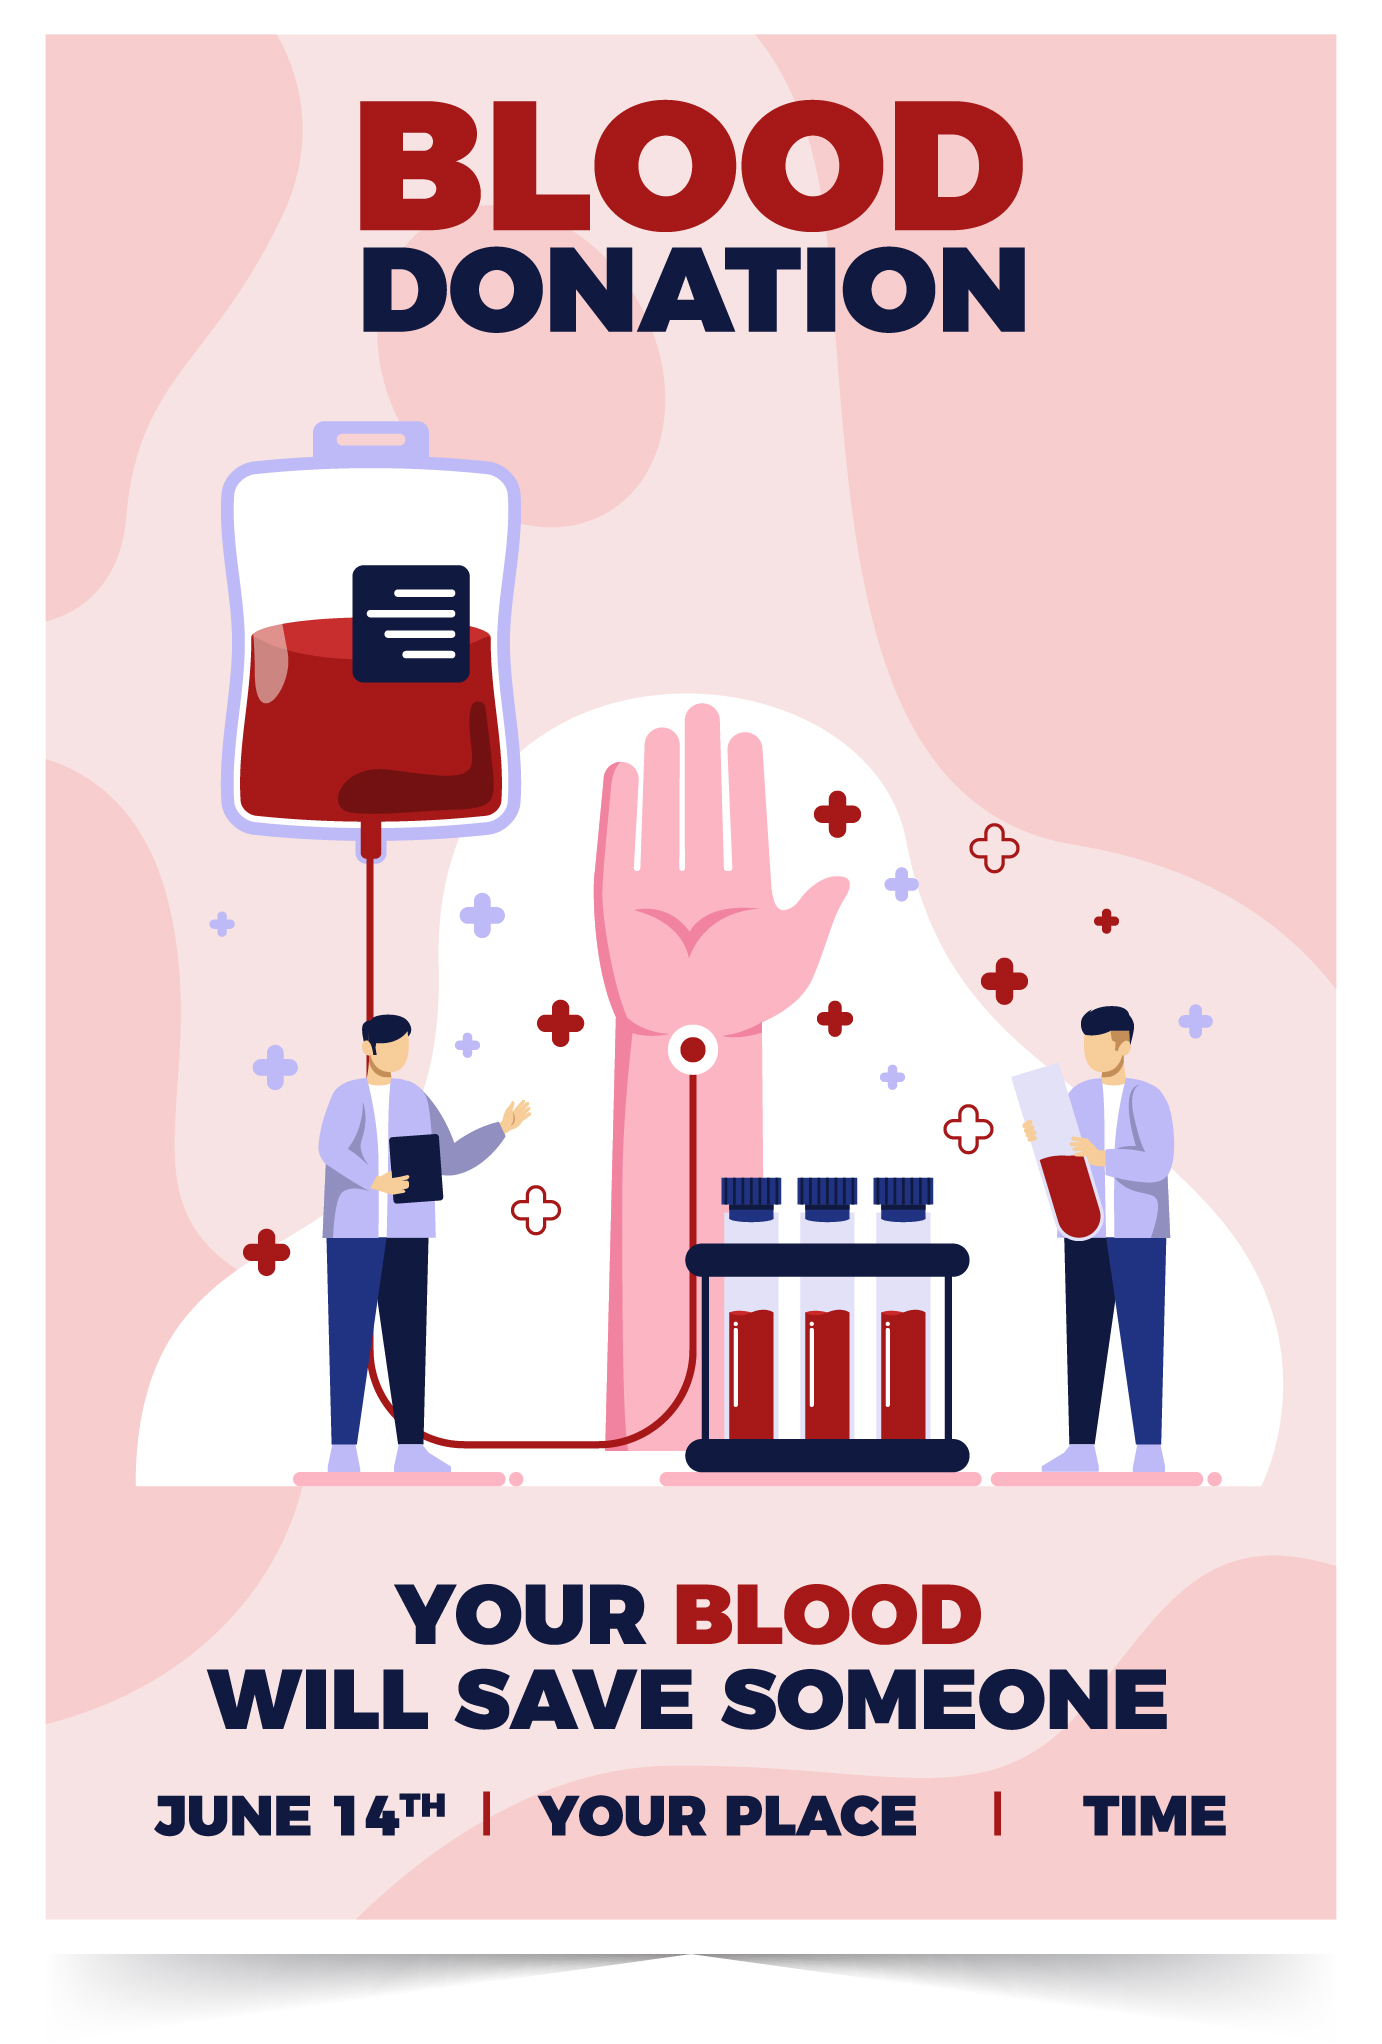 BLOOD
DONATION
YOUR BLOOD
WILL SAVE SOMEONE
JUNE 14TH | YOUR PLACE | TIME